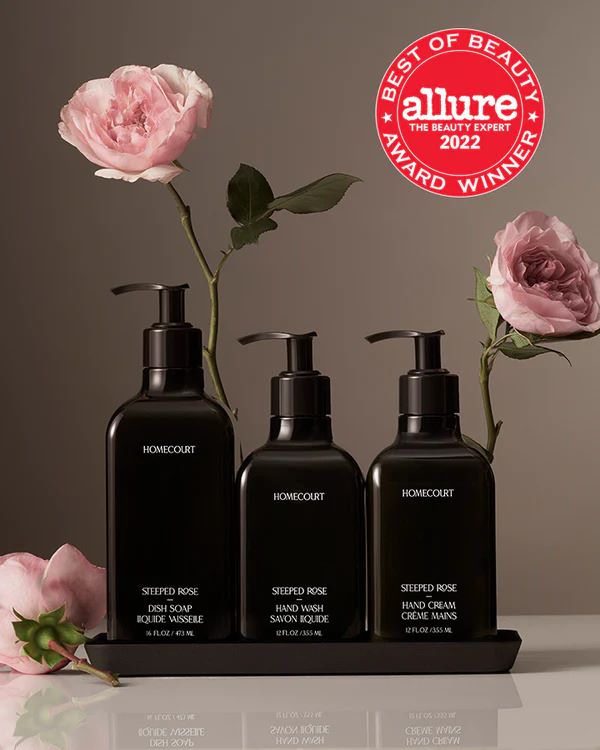 BEST OF BEAUTY
allure
THE BEAUTY EXPERT
2022
AWARD WINNER
HOMECOURT
STEEPED ROSE
DISH SOAP
LIQUIDE VAISSELLE
16 FL OZ / 473 ML
HOMECOURT
STEEPED ROSE
HAND WASH
SAVON LIQUIDE
12 FL OZ / 355 ML
HOMECOURT
STEEPED ROSE
HAND CREAM
CRÈME MAINS
12 FL OZ / 355 ML